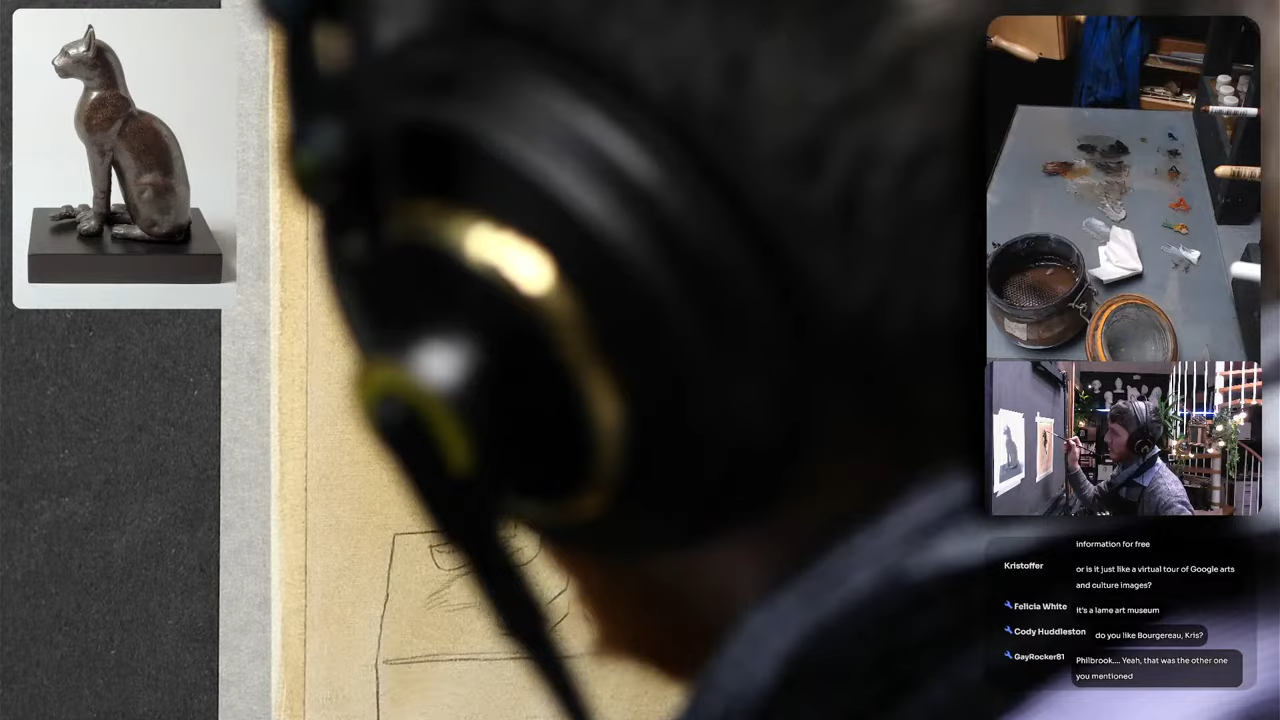 information for free
Kristoffer or is it just like a virtual tour of Google arts
and culture images?
Felicia White it's a lame art museum
Cody Huddleston do you like Bourgereau, Kris?
GayRocker81 Philbrook.... Yeah, that was the other one
you mentioned